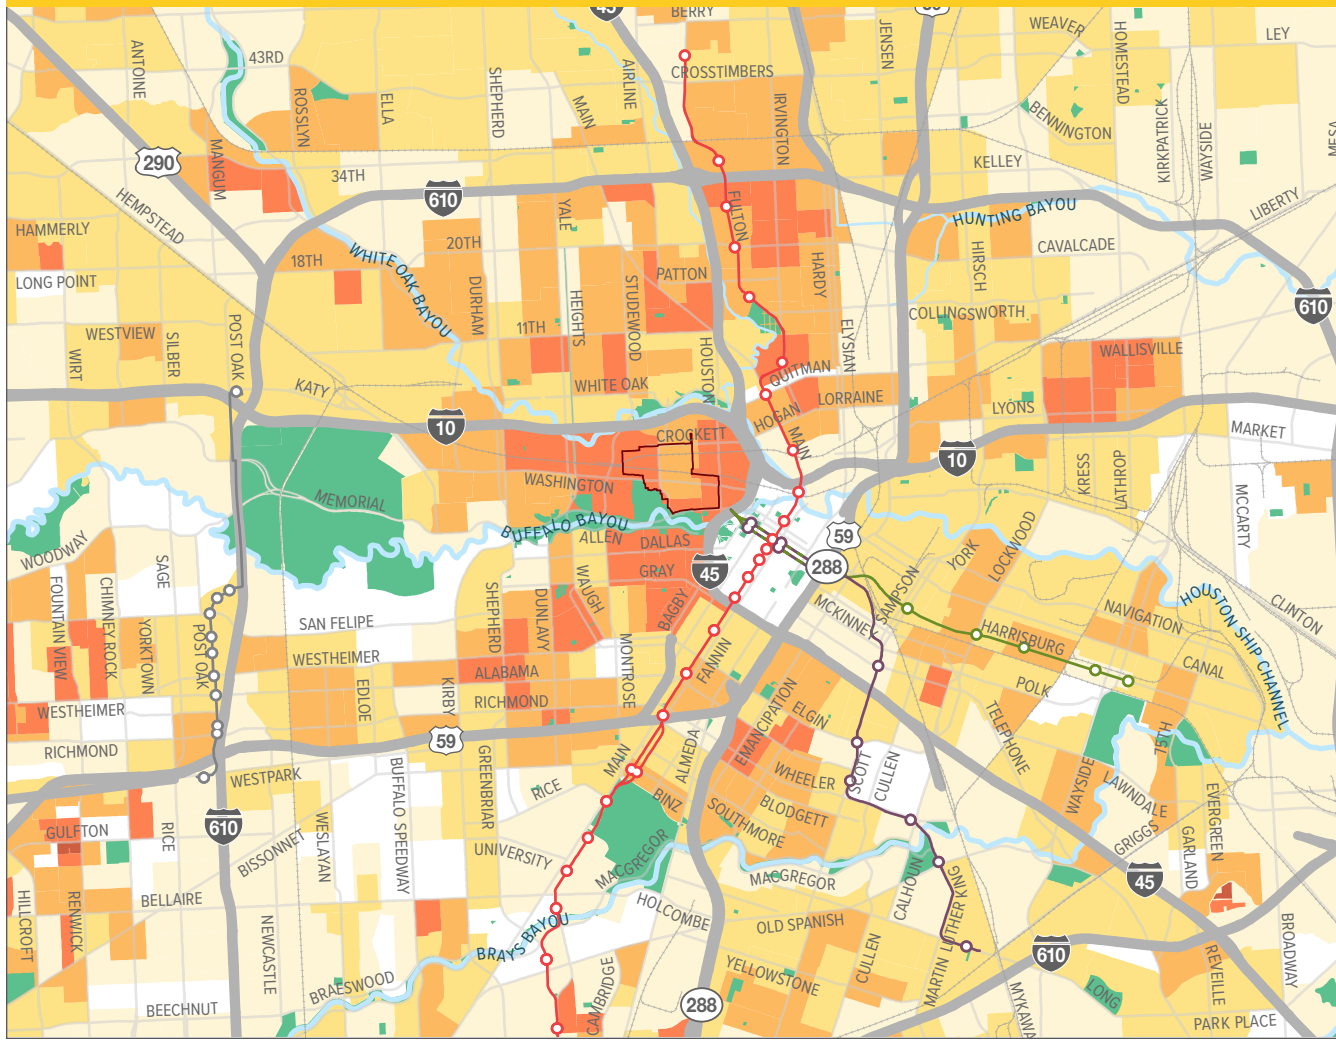 45
59
BERRY
JENSEN
WEAVER
HOMESTEAD
LEY
ANTOINE
43RD
ROSSLYN
ELLA
SHEPHERD
MAIN
AIRLINE
CROSSTIMBERS
IRVINGTON
BENNINGTON
KIRKPATRICK
WAYSIDE
MESA
290
MANGUM
34TH
610
KELLEY
HEMPSTEAD
YALE
FULTON
HUNTING BAYOU
LIBERTY
HAMMERLY
18TH
WHITE OAK BAYOU
20TH
HIRSCH
CAVALCADE
LONG POINT
DURHAM
HEIGHTS
STUDEWOOD
PATTON
HARDY
610
WESTVIEW
SILBER
POST OAK
11TH
HOUSTON
ELYSIAN
COLLINGSWORTH
WIRT
WALLISVILLE
KATY
WHITE OAK
QUITMAN
LORRAINE
LYONS
10
CROCKETT
HOGAN
MAIN
10
KRESS
LATHROP
MARKET
MEMORIAL
WASHINGTON
MCCARTY
WOODWAY
BUFFALO BAYOU
ALLEN
DALLAS
59
YORK
LOCKWOOD
FOUNTAIN VIEW
CHIMNEY ROCK
SAGE
GRAY
45
288
HOUSTON SHIP CHANNEL
CLINTON
YORKTOWN
POST OAK
SAN FELIPE
SHEPHERD
DUNLAVY
WAUGH
BAGBY
MCKINNEY
SAMPSON
NAVIGATION
HARRISBURG
WESTHEIMER
ALABAMA
MONTROSE
FANNIN
CANAL
WESTHEIMER
EDLOE
KIRBY
RICHMOND
EMANCIPATION
ELGIN
POLK
TELEPHONE
75TH
RICHMOND
59
WESTPARK
BUFFALO SPEEDWAY
GREENBRIAR
MAIN
ALMEDA
WHEELER
SCOTT
CULLEN
WAYSIDE
LAWNDALE
RICE
BINZ
BLODGETT
SOUTHMORE
EVERGREEN
GULFTON
RICE
610
BISSONNET
WESLAYAN
UNIVERSITY
MACGREGOR
GRIGGS
GARLAND
HILLCROFT
RENWICK
BELLAIRE
MACGREGOR
CALHOUN
MARTIN LUTHER KING
45
NEWCASTLE
HOLCOMBE
OLD SPANISH
BRAYS BAYOU
CULLEN
610
REVEILLE
BROADWAY
BEECHNUT
BRAESWOOD
CAMBRIDGE
YELLOWSTONE
288
MYKAWA
LONG
PARK PLACE